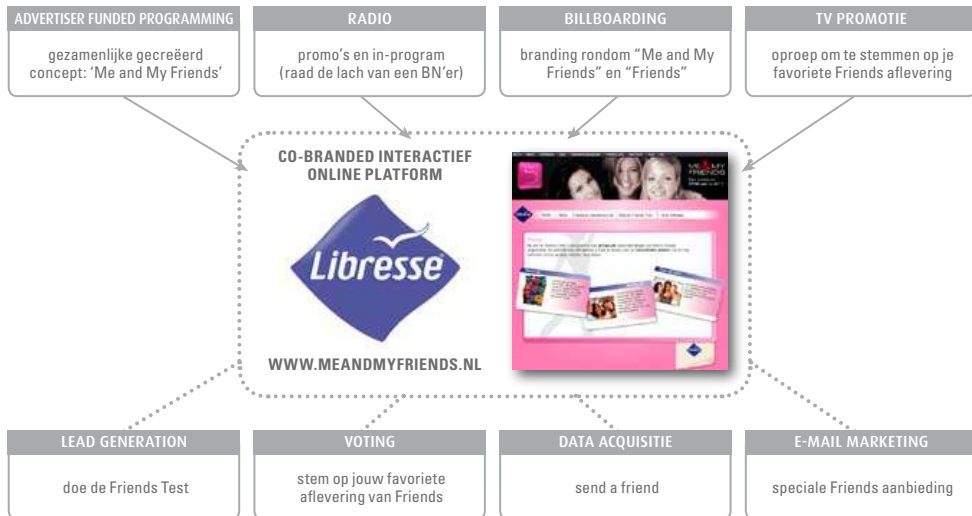 ADVERTISER FUNDED PROGRAMMING
gezamenlijke gecreëerd
concept: ‘Me and My Friends’
RADIO
promo’s en in-program
(raad de lach van een BN’er)
BILLBOARDING
branding rondom “Me and My
Friends” en “Friends”
TV PROMOTIE
oproep om te stemmen op je
favoriete Friends aflevering
CO-BRANDED INTERACTIEF
ONLINE PLATFORM
Libresse
WWW.MEANDMYFRIENDS.NL
ME & MY
FRIENDS
LEAD GENERATION
doe de Friends Test
VOTING
stem op jouw favoriete
aflevering van Friends
DATA ACQUISITIE
send a friend
E-MAIL MARKETING
speciale Friends aanbieding